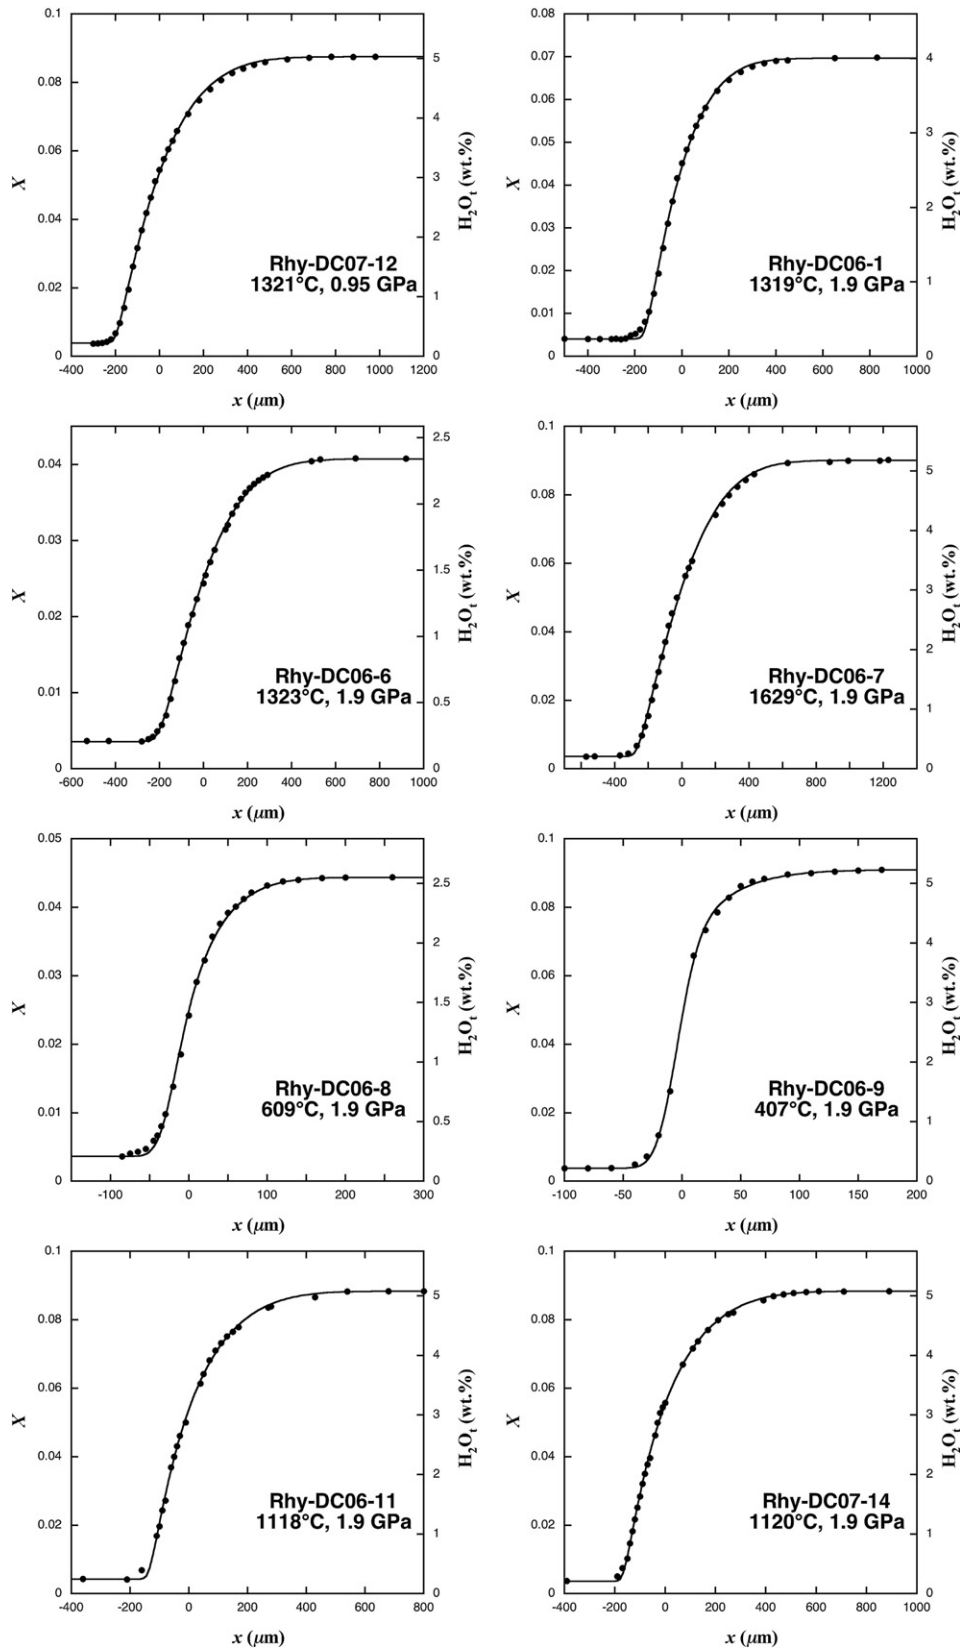 0.1
0.08
0.06
0.04
0.02
0
X
5
4
3
2
1
0
H₂Oₜ (wt.%)
Rhy-DC07-12
1321°C, 0.95 GPa
-400 -200 0 200 400 600 800 1000 1200
x (μm)
0.08
0.07
0.06
0.05
0.04
0.03
0.02
0.01
0
X
4
3
2
1
0
H₂Oₜ (wt.%)
Rhy-DC06-1
1319°C, 1.9 GPa
-400 -200 0 200 400 600 800 1000
x (μm)
0.04
0.03
0.02
0.01
0
X
2.5
2
1.5
1
0.5
0
H₂Oₜ (wt.%)
Rhy-DC06-6
1323°C, 1.9 GPa
-600 -400 -200 0 200 400 600 800 1000
x (μm)
0.1
0.08
0.06
0.04
0.02
0
X
5
4
3
2
1
0
H₂Oₜ (wt.%)
Rhy-DC06-7
1629°C, 1.9 GPa
-400 0 400 800 1200
x (μm)
0.05
0.04
0.03
0.02
0.01
0
X
2.5
2
1.5
1
0.5
0
H₂Oₜ (wt.%)
Rhy-DC06-8
609°C, 1.9 GPa
-100 0 100 200 300
x (μm)
0.1
0.08
0.06
0.04
0.02
0
X
5
4
3
2
1
0
H₂Oₜ (wt.%)
Rhy-DC06-9
407°C, 1.9 GPa
-100 -50 0 50 100 150 200
x (μm)
0.1
0.08
0.06
0.04
0.02
0
X
5
4
3
2
1
0
H₂Oₜ (wt.%)
Rhy-DC06-11
1118°C, 1.9 GPa
-400 -200 0 200 400 600 800
x (μm)
0.1
0.08
0.06
0.04
0.02
0
X
5
4
3
2
1
0
H₂Oₜ (wt.%)
Rhy-DC07-14
1120°C, 1.9 GPa
-400 -200 0 200 400 600 800 1000
x (μm)